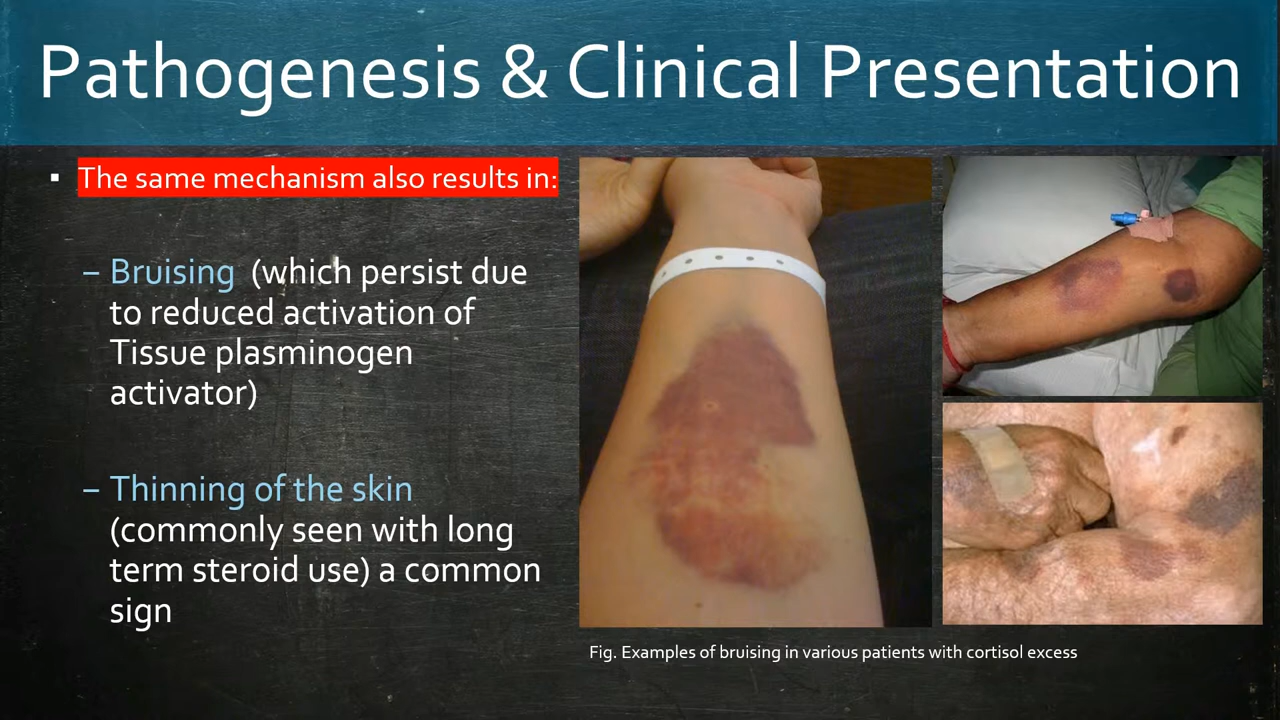 Pathogenesis & Clinical Presentation
▪ The same mechanism also results in:
– Bruising (which persist due
to reduced activation of
Tissue plasminogen
activator)
– Thinning of the skin
(commonly seen with long
term steroid use) a common
sign
Fig. Examples of bruising in various patients with cortisol excess